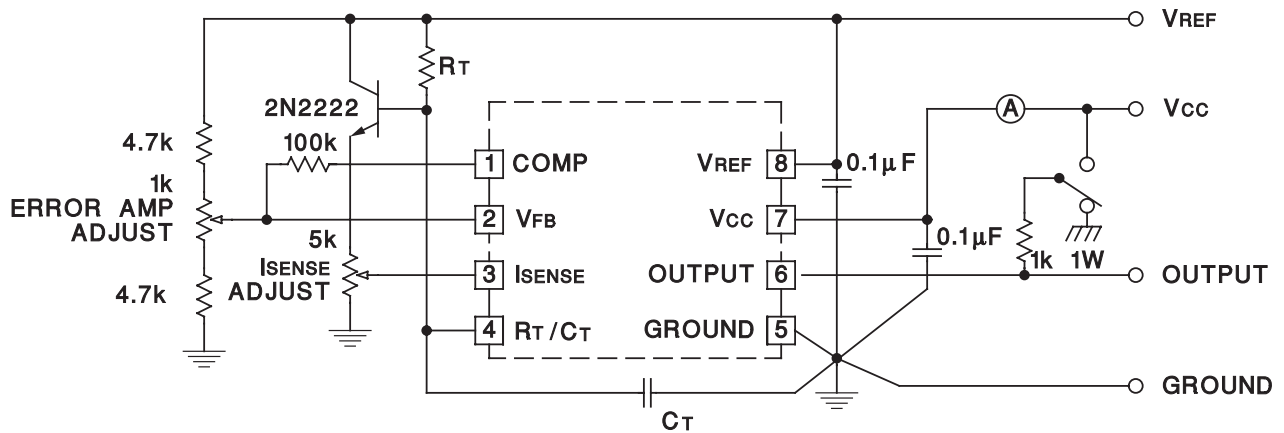 VREF
RT
A
VCC
2N2222
4.7k
100k
1 COMP
VREF 8
0.1μF
1k
ERROR AMP
ADJUST
2 VFB
VCC 7
0.1μF
5k
ISENSE
ADJUST
3 ISENSE
OUTPUT 6
1k
1W
OUTPUT
4.7k
4 RT/CT
GROUND 5
GROUND
CT